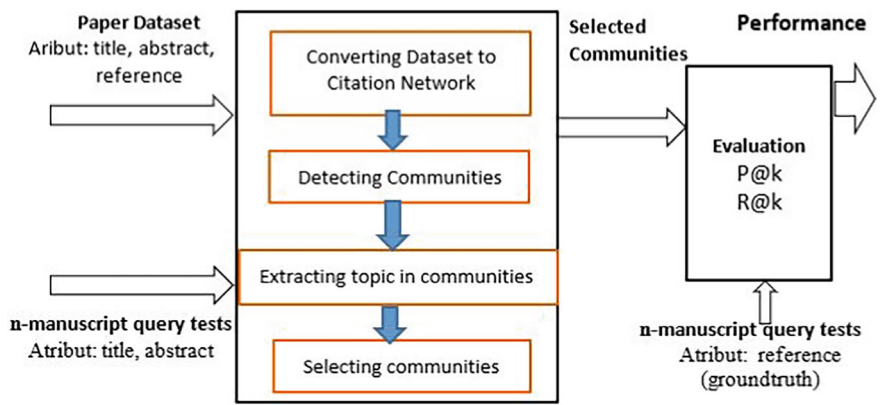 Paper Dataset
Aribut: title, abstract,
reference
n-manuscript query tests
Atribut: title, abstract
Converting Dataset to
Citation Network
Detecting Communities
Extracting topic in communities
Selecting communities
Selected
Communities
Performance
Evaluation
P@k
R@k
n-manuscript query tests
Atribut: reference
(groundtruth)